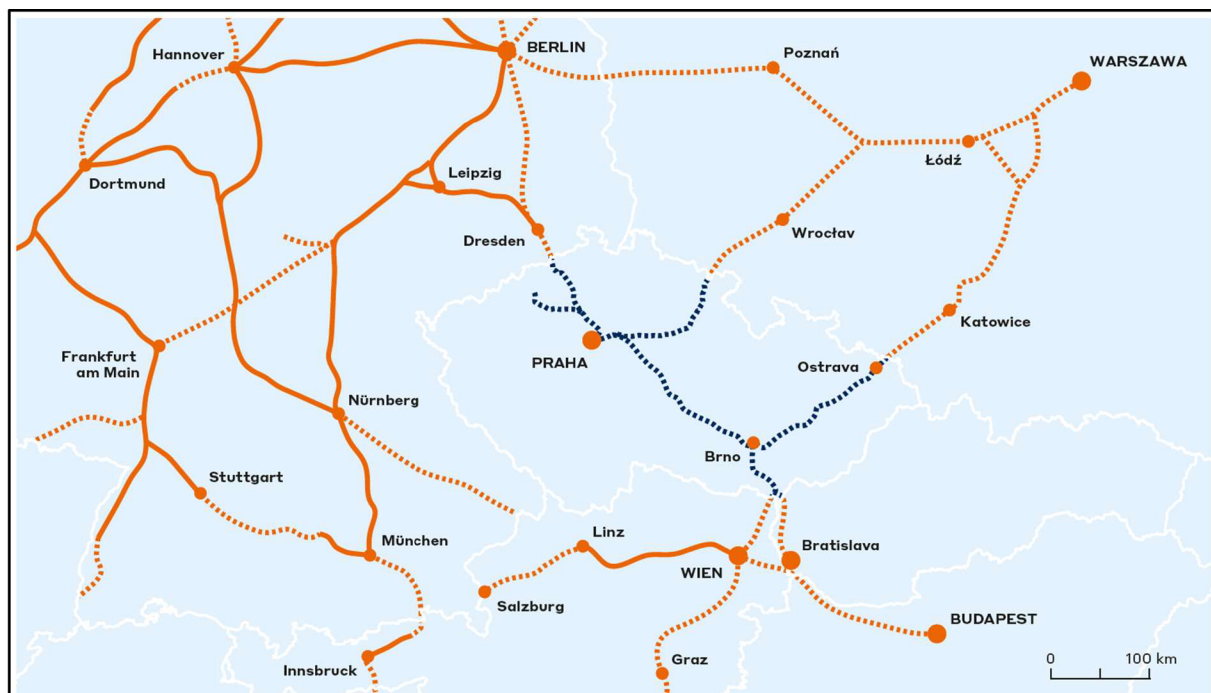 Hannover
BERLIN
Poznań
WARSZAWA
Dortmund
Leipzig
Łódź
Dresden
Wrocław
Frankfurt
am Main
PRAHA
Katowice
Ostrava
Nürnberg
Brno
Stuttgart
München
Linz
WIEN
Bratislava
Salzburg
BUDAPEST
Innsbruck
Graz
0 100 km